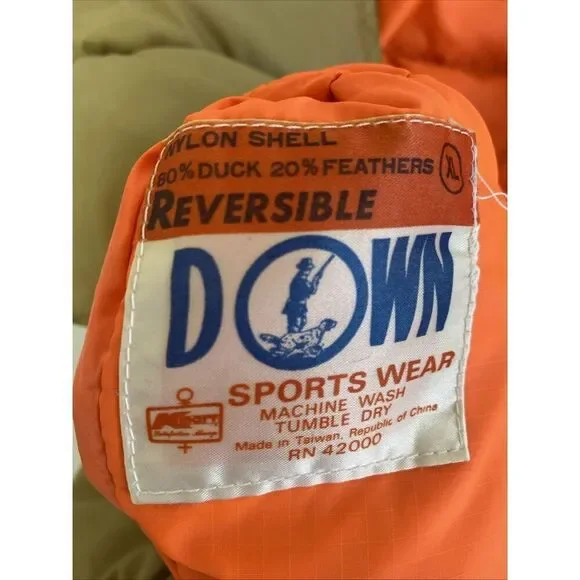 NYLON SHELL
80% DUCK 20% FEATHERS XL
REVERSIBLE
DOWN
SPORTS WEAR
MACHINE WASH
TUMBLE DRY
Made in Taiwan, Republic of China
RN 42000
Kmart